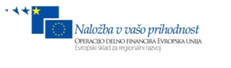 Naložba v vašo prihodnost
OPERACIJO DELNO FINANCIRA EVROPSKA UNIJA
Evropski sklad za regionalni razvoj